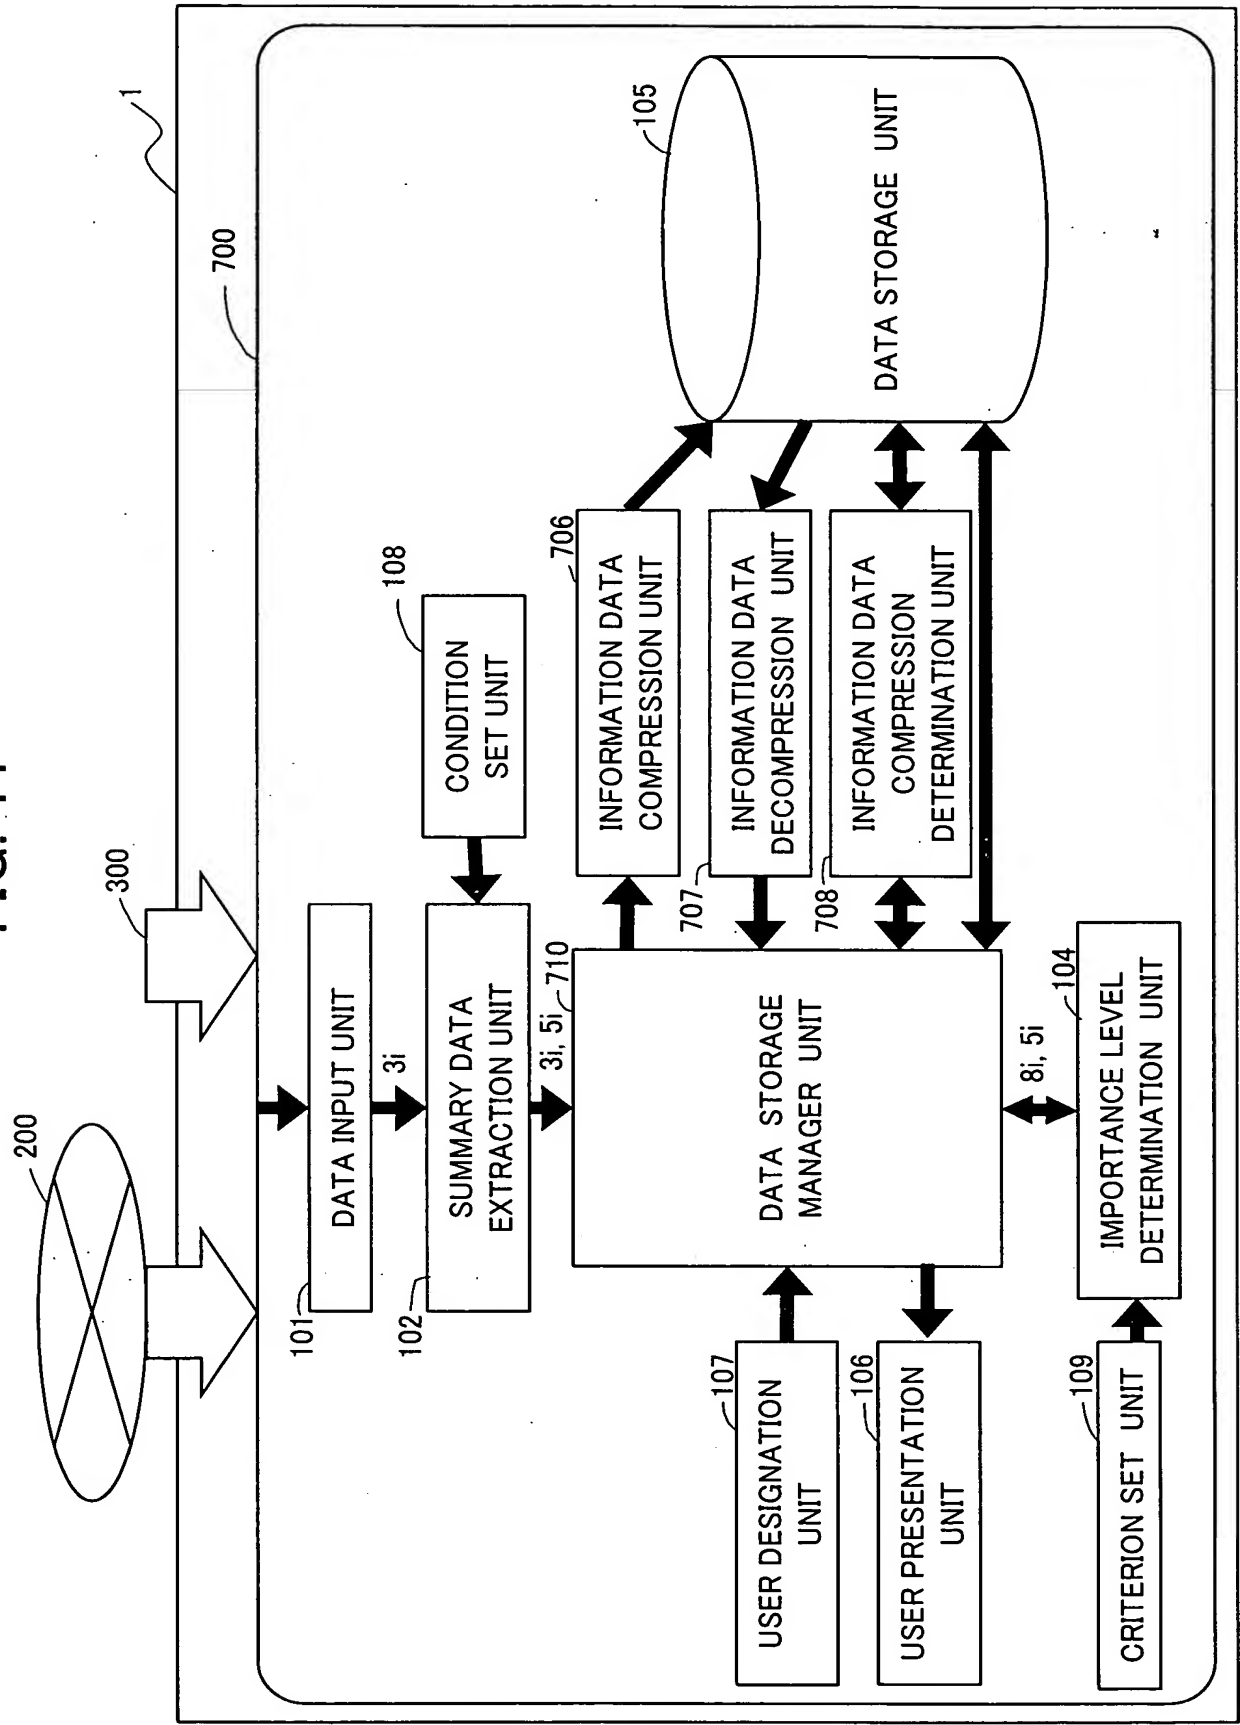 200
300
1
700
101
DATA INPUT UNIT
3i
102
SUMMARY DATA
EXTRACTION UNIT
108
CONDITION
SET UNIT
3i, 5i
710
DATA STORAGE
MANAGER UNIT
706
INFORMATION DATA
COMPRESSION UNIT
707
INFORMATION DATA
DECOMPRESSION UNIT
708
INFORMATION DATA
COMPRESSION
DETERMINATION UNIT
105
DATA STORAGE UNIT
107
USER DESIGNATION
UNIT
106
USER PRESENTATION
UNIT
8i, 5i
109
CRITERION SET UNIT
104
IMPORTANCE LEVEL
DETERMINATION UNIT